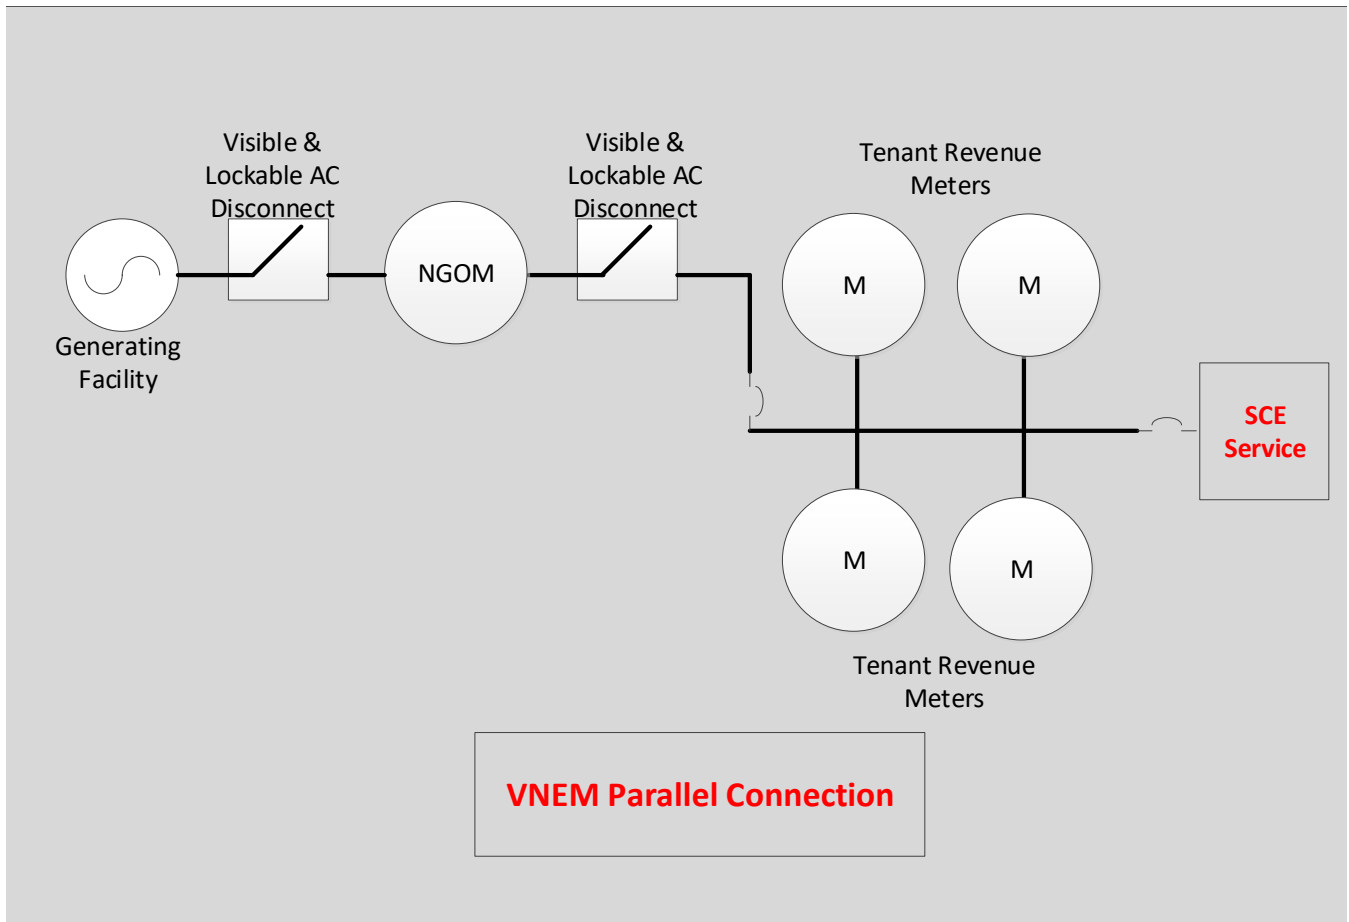 Visible &
Lockable AC
Disconnect
Visible &
Lockable AC
Disconnect
Tenant Revenue
Meters
NGOM
M
M
Generating
Facility
SCE
Service
M
M
Tenant Revenue
Meters
VNEM Parallel Connection